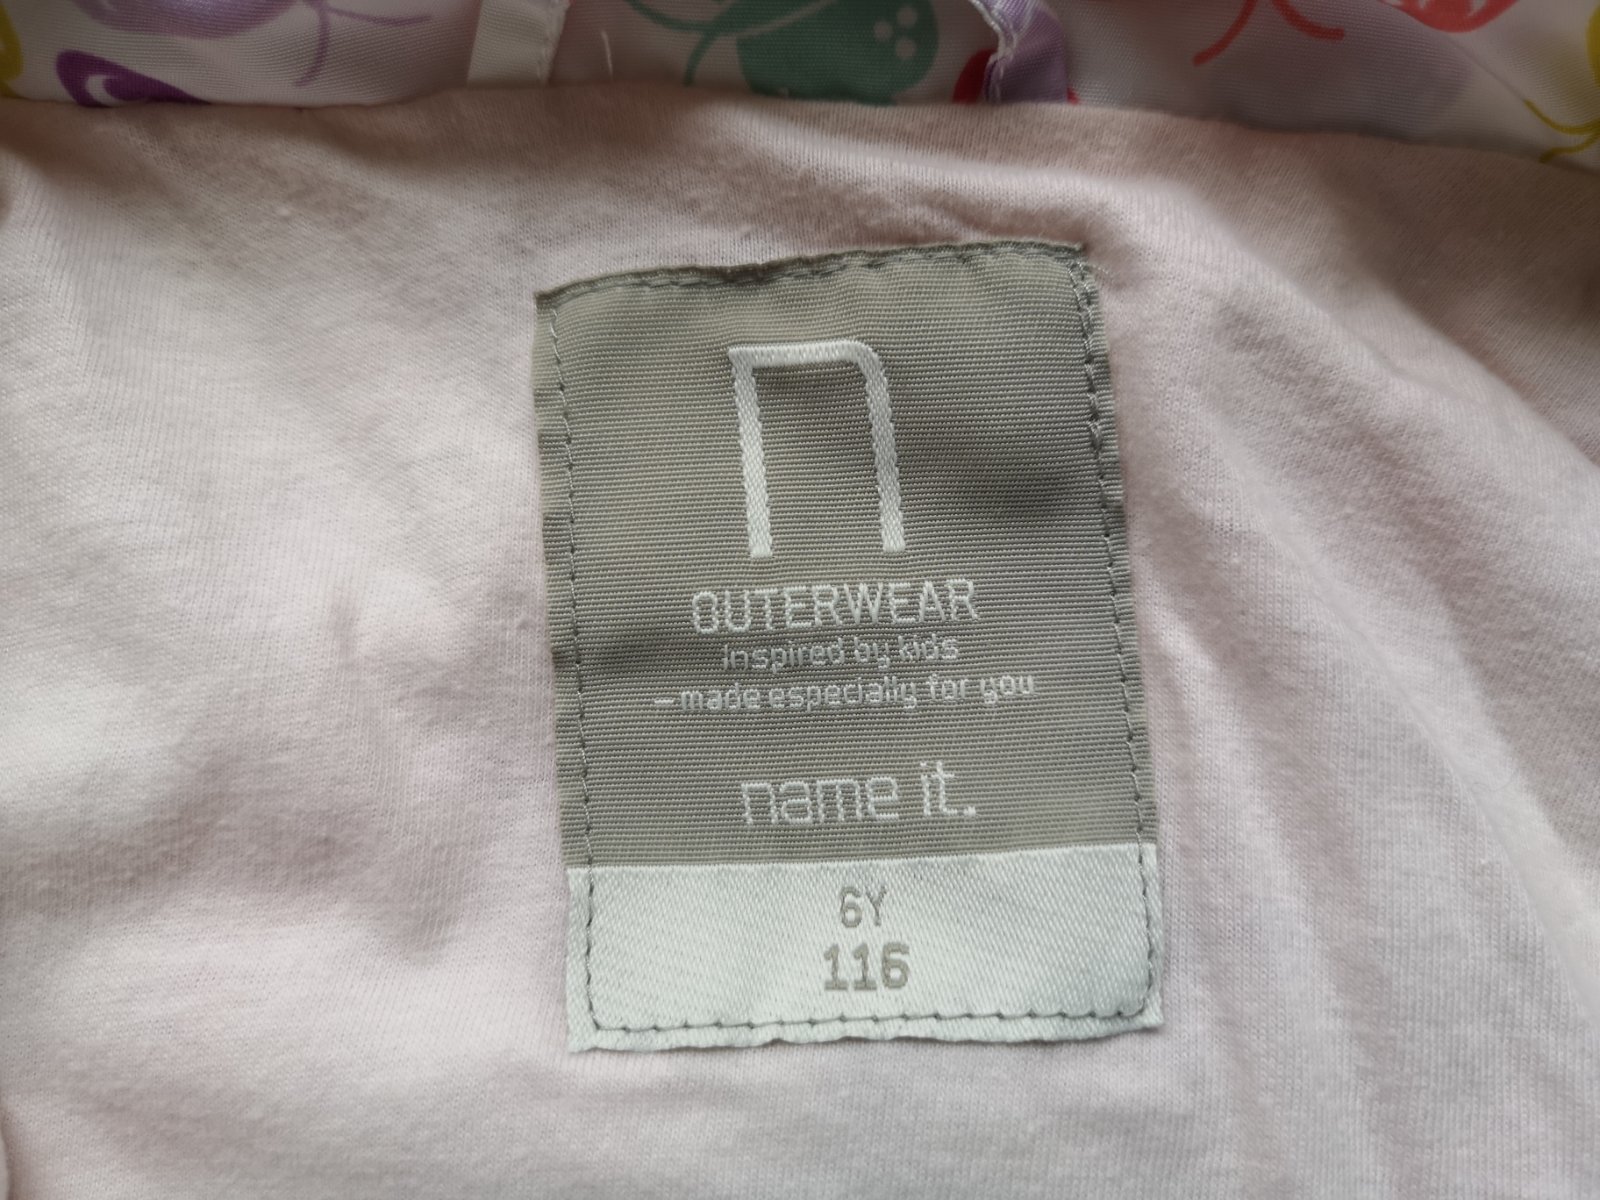 n
OUTERWEAR
inspired by kids
—made especially for you
name it.
6Y
116